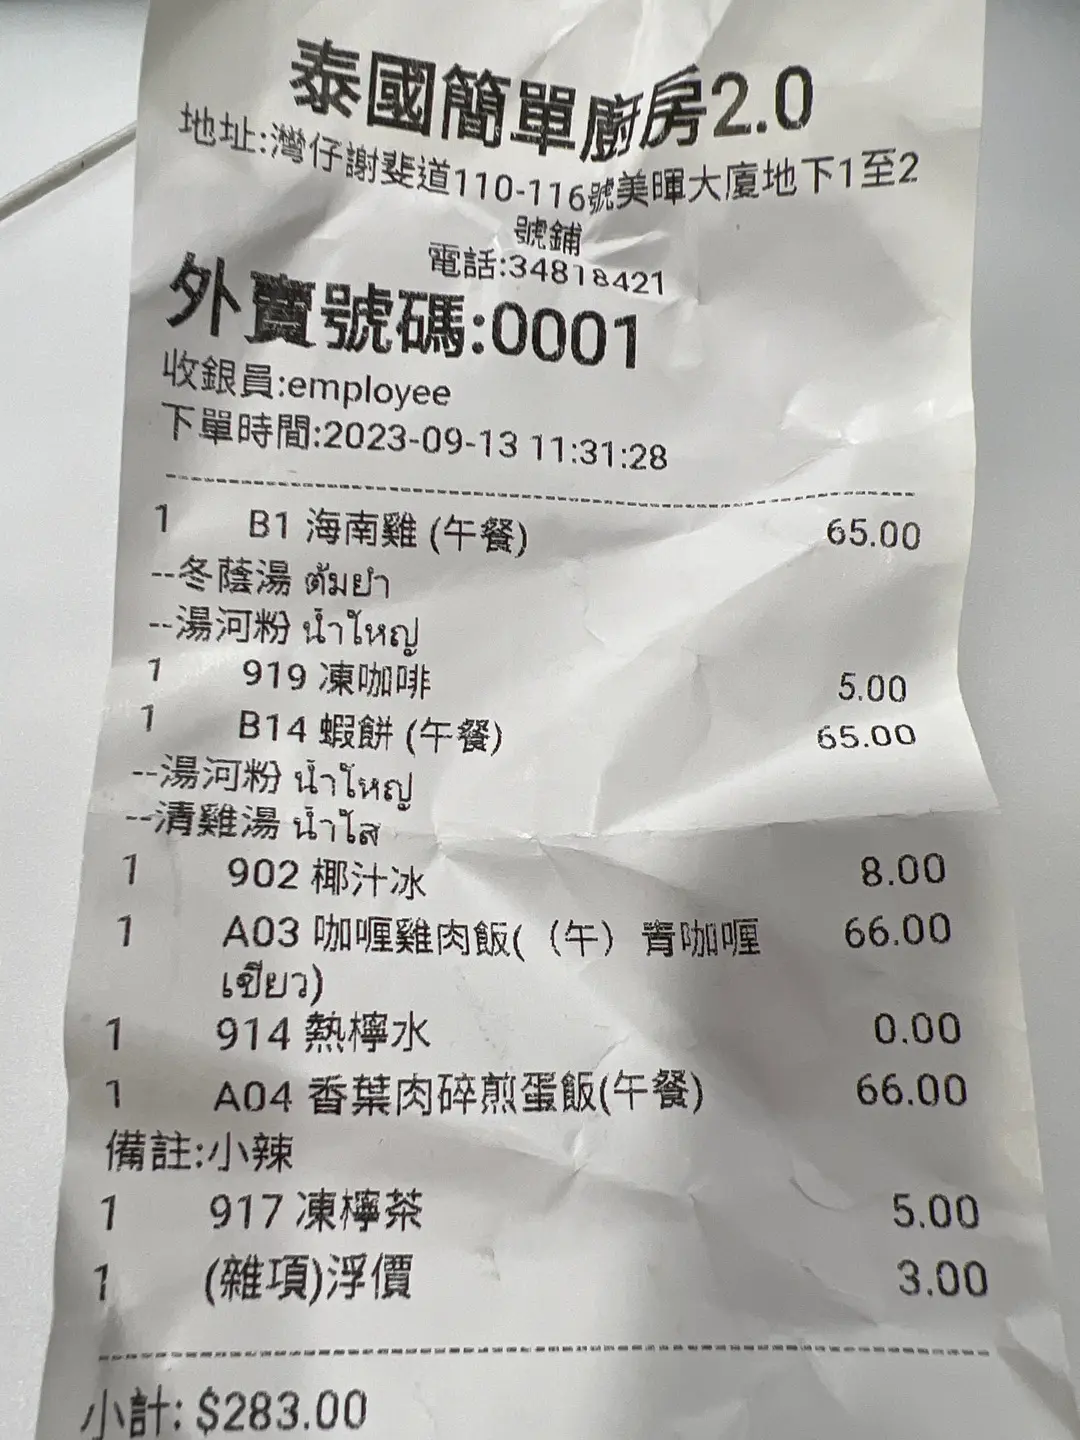 泰國簡單廚房2.0
地址:灣仔謝斐道110-116號美暉大廈地下1至2
號鋪
電話:34818421
外賣號碼:0001
收銀員:employee
下單時間:2023-09-13 11:31:28
1 B1 海南雞 (午餐) 65.00
--冬蔭湯 ต้มยำ
--湯河粉 น้ำใหญ่
1 919 凍咖啡 5.00
1 B14 蝦餅 (午餐) 65.00
--湯河粉 น้ำใหญ่
--清雞湯 น้ำใส
1 902 椰汁冰 8.00
1 A03 咖喱雞肉飯(（午） 青咖喱 66.00
เขียว)
1 914 熱檸水 0.00
1 A04 香葉肉碎煎蛋飯(午餐) 66.00
備註:小辣
1 917 凍檸茶 5.00
1 (雜項)浮價 3.00
小計: $283.00